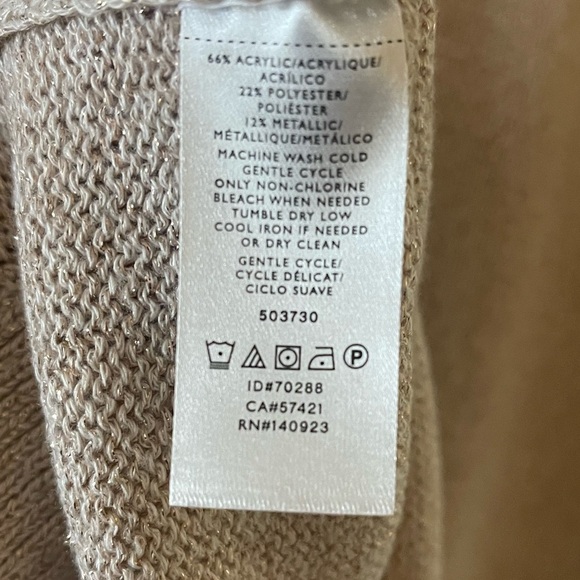 66% ACRYLIC/ACRYLIQUE/
ACRÍLICO
22% POLYESTER/
POLIÉSTER
12% METALLIC/
MÉTALLIQUE/METÁLICO
MACHINE WASH COLD
GENTLE CYCLE
ONLY NON-CHLORINE
BLEACH WHEN NEEDED
TUMBLE DRY LOW
COOL IRON IF NEEDED
OR DRY CLEAN
GENTLE CYCLE/
CYCLE DÉLICAT/
CICLO SUAVE
503730
P
ID#70288
CA#57421
RN#140923